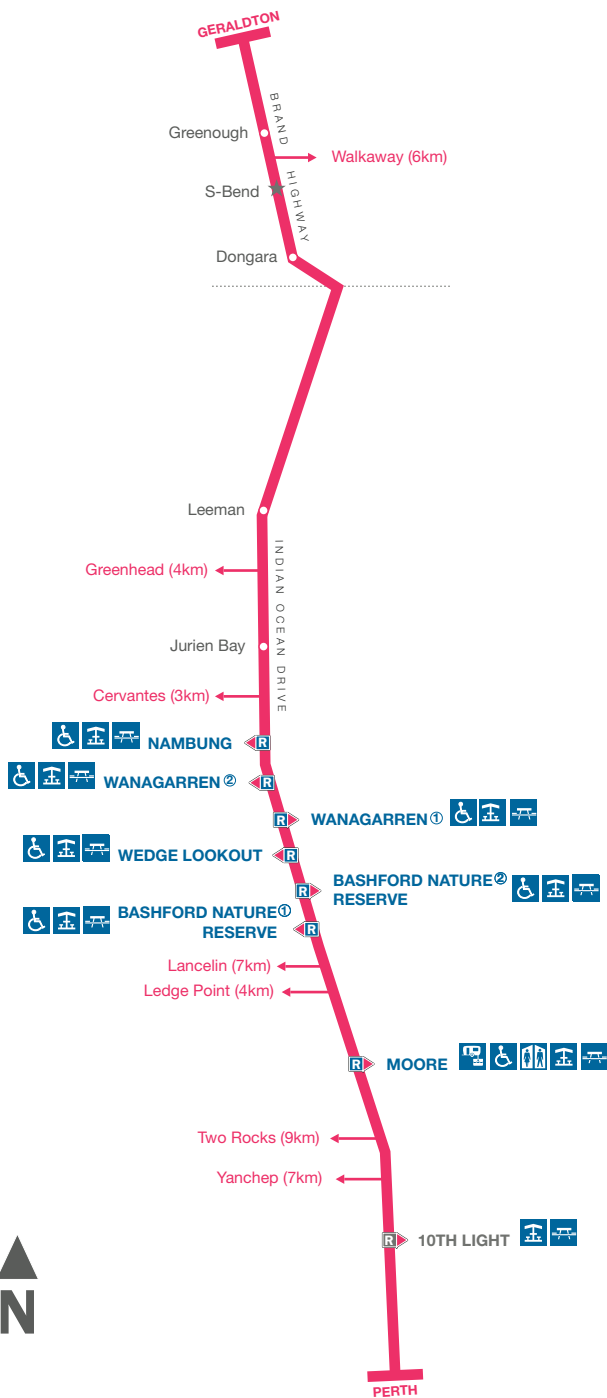 GERALDTON
BRAND HIGHWAY
Greenough
Walkaway (6km)
S-Bend
Dongara
Leeman
INDIAN OCEAN DRIVE
Greenhead (4km)
Jurien Bay
Cervantes (3km)
NAMBUNG
R
WANAGARREN ②
R
R
WANAGARREN ①
WEDGE LOOKOUT
R
R
BASHFORD NATURE ②
RESERVE
BASHFORD NATURE ①
RESERVE
R
Lancelin (7km)
Ledge Point (4km)
R
MOORE
Two Rocks (9km)
Yanchep (7km)
R
10TH LIGHT
N
PERTH